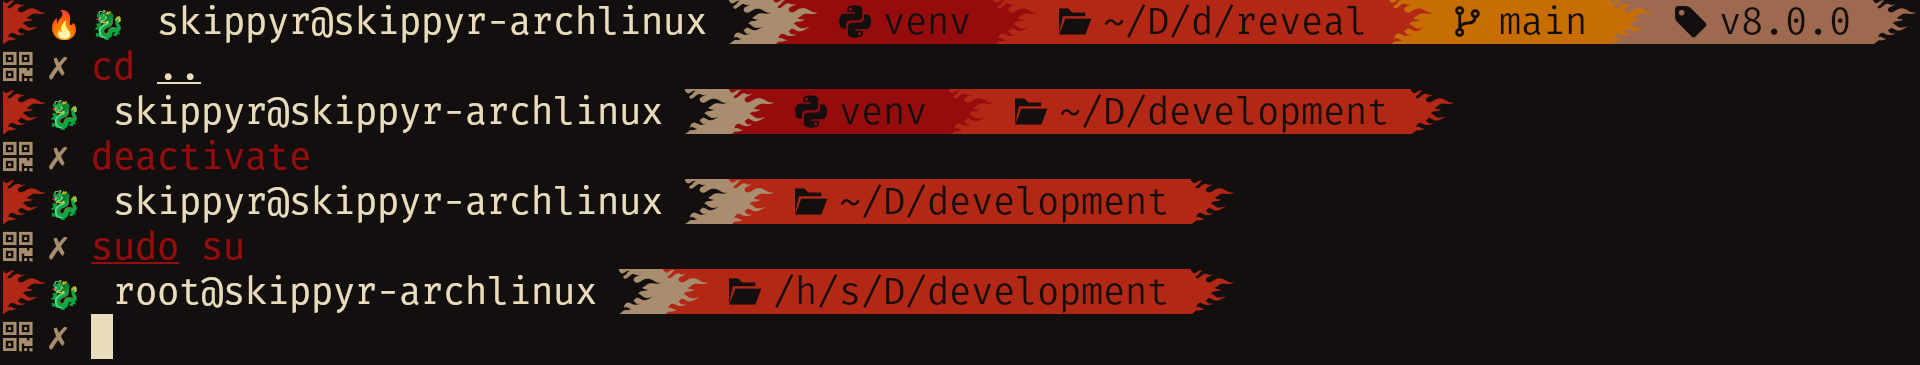 skippyr@skippyr-archlinux venv ~/D/d/reveal main v8.0.0
✗ cd ..
skippyr@skippyr-archlinux venv ~/D/development
✗ deactivate
skippyr@skippyr-archlinux ~/D/development
✗ sudo su
root@skippyr-archlinux /h/s/D/development
✗